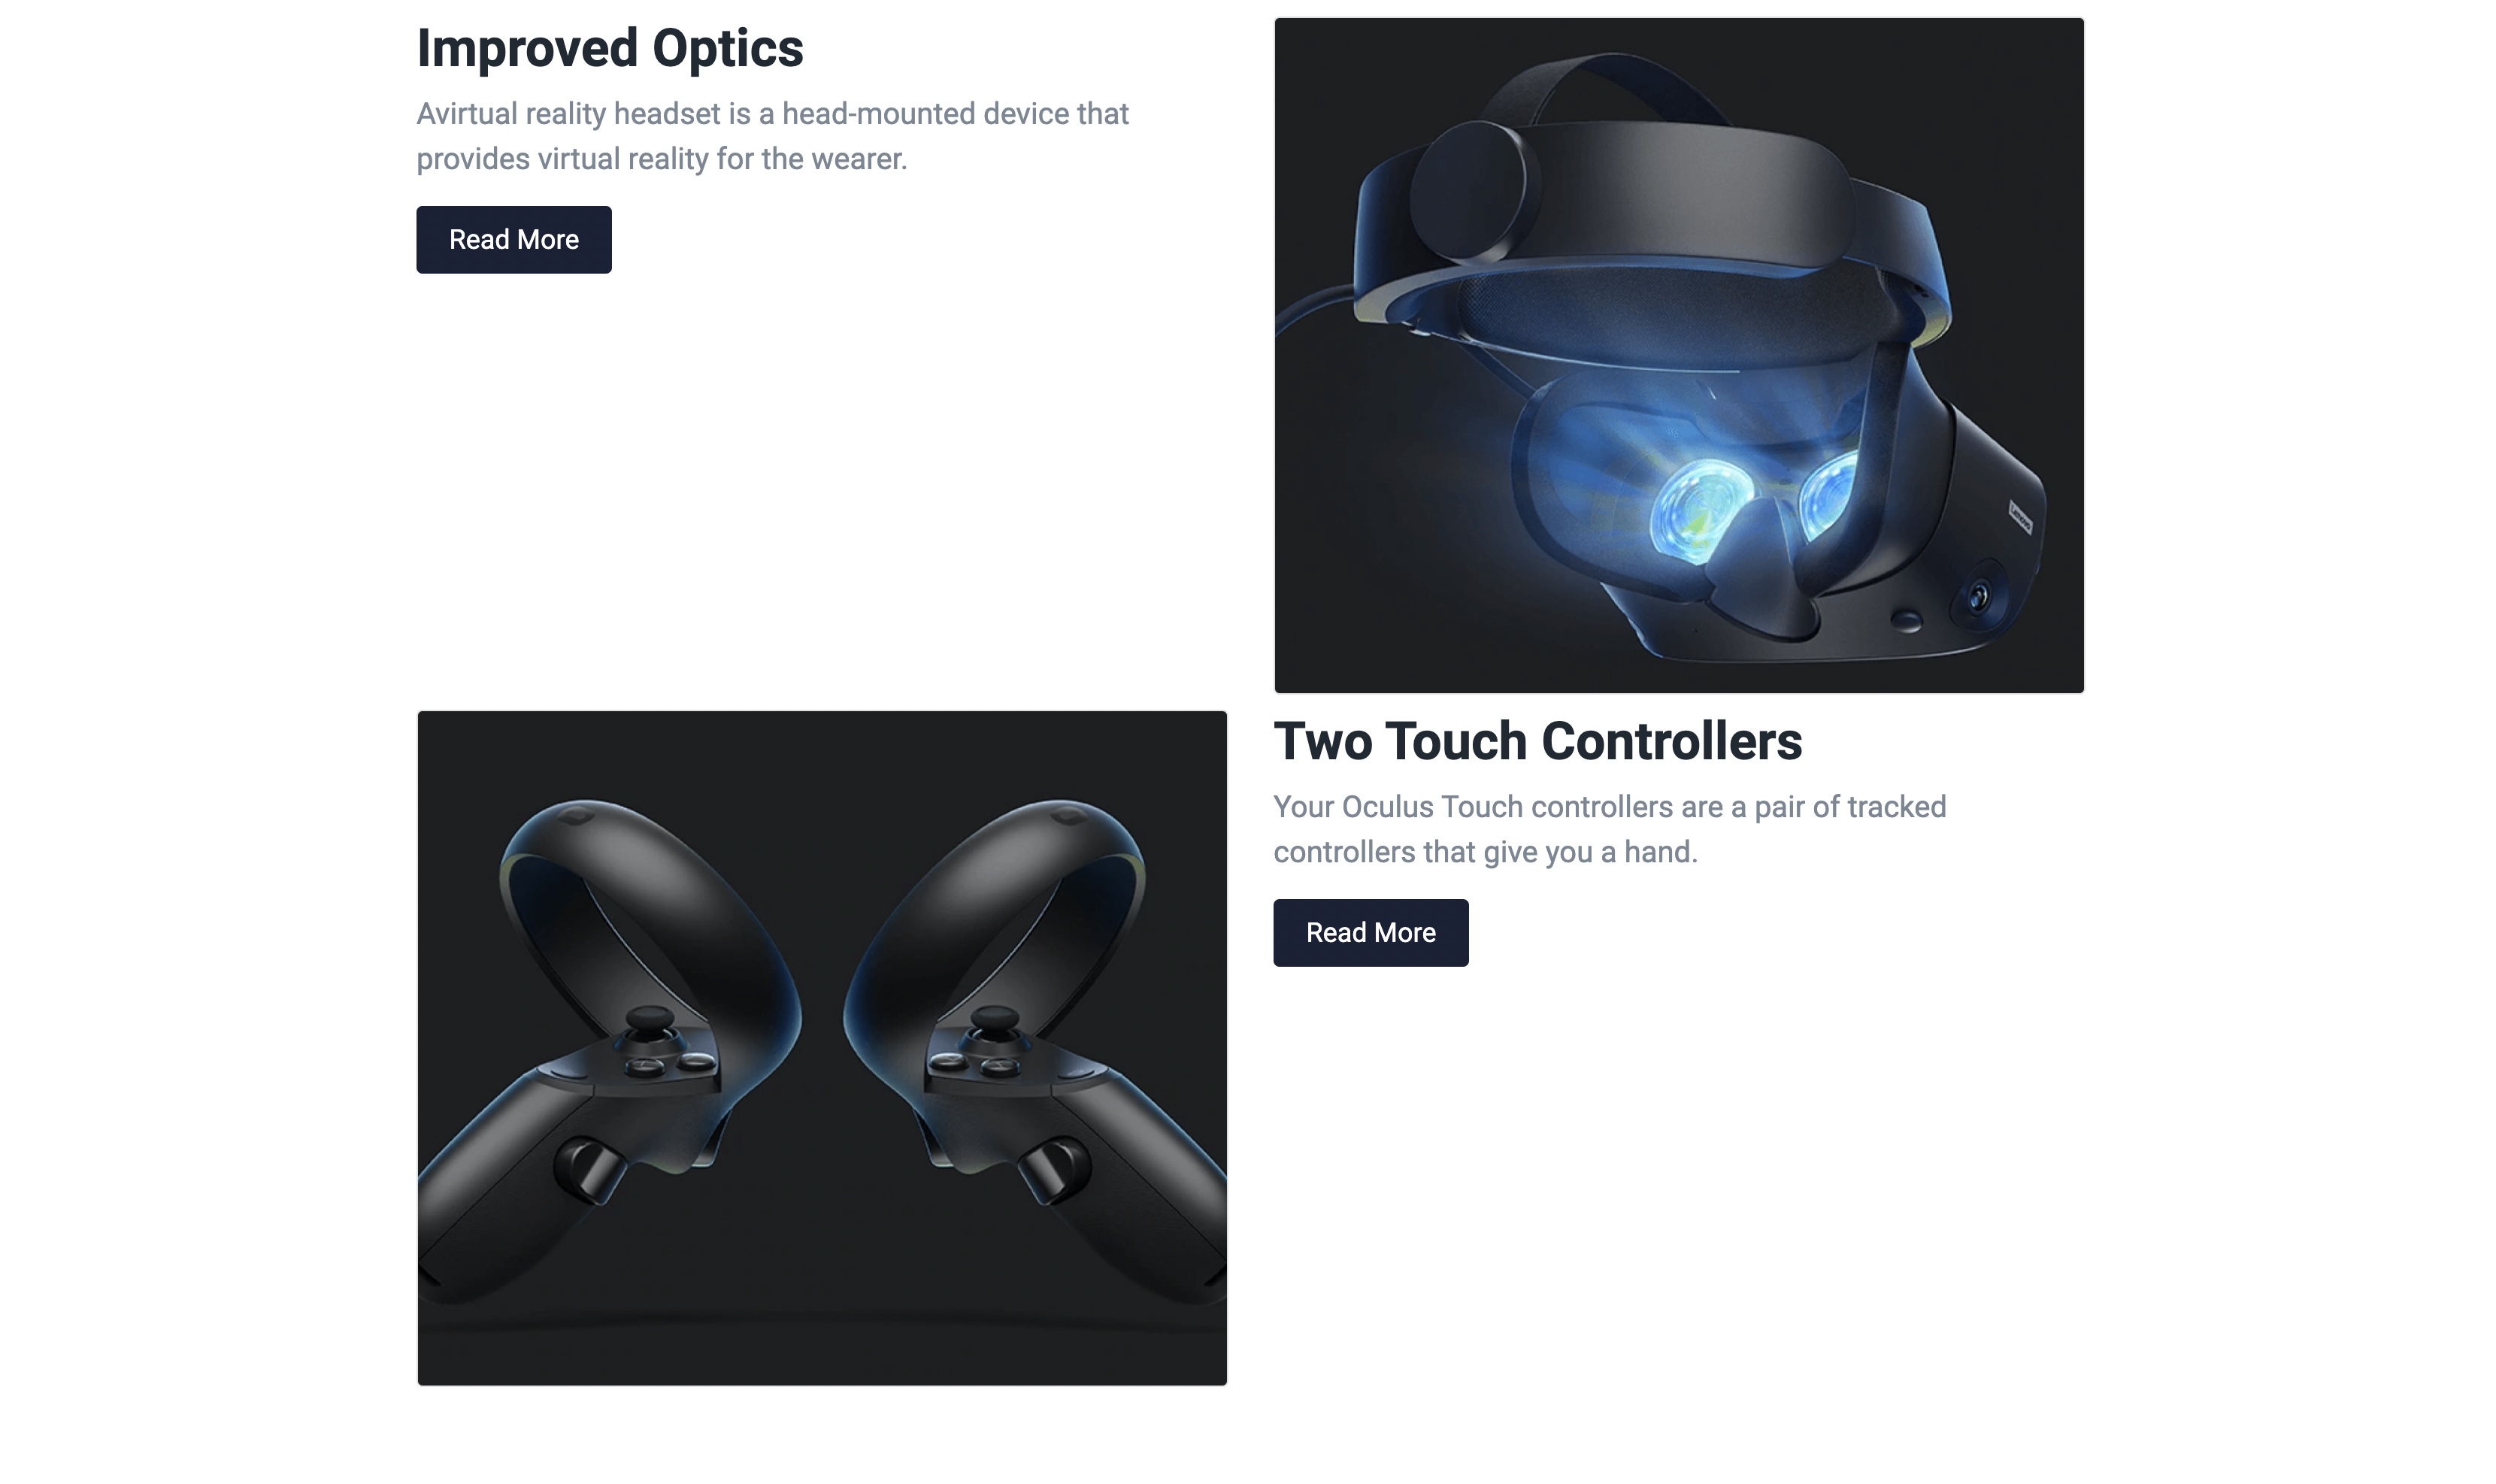 Improved Optics
Avirtual reality headset is a head-mounted device that
provides virtual reality for the wearer.
Read More
Lenovo
Two Touch Controllers
Your Oculus Touch controllers are a pair of tracked
controllers that give you a hand.
Read More